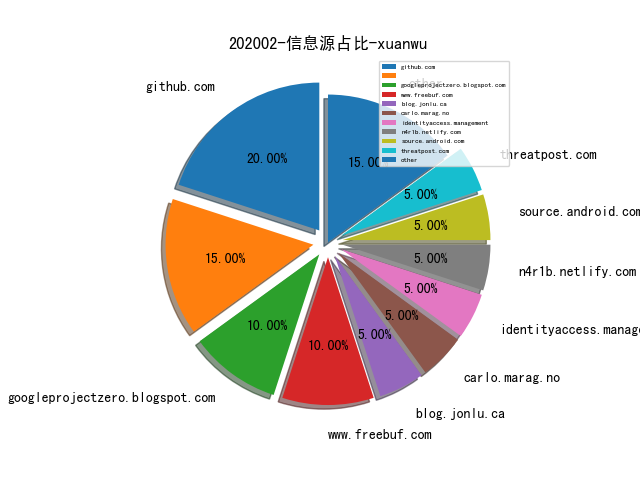 202002-信息源占比-xuanwu
github.com
20.00%
15.00%
googleprojectzero.blogspot.com
10.00%
www.freebuf.com
10.00%
blog.jonlu.ca
5.00%
carlo.marag.no
5.00%
identityaccess.manage
5.00%
n4r1b.netlify.com
5.00%
source.android.com
5.00%
threatpost.com
5.00%
other
15.00%
github.com
googleprojectzero.blogspot.com
www.freebuf.com
blog.jonlu.ca
carlo.marag.no
identityaccess.management
n4r1b.netlify.com
source.android.com
threatpost.com
other